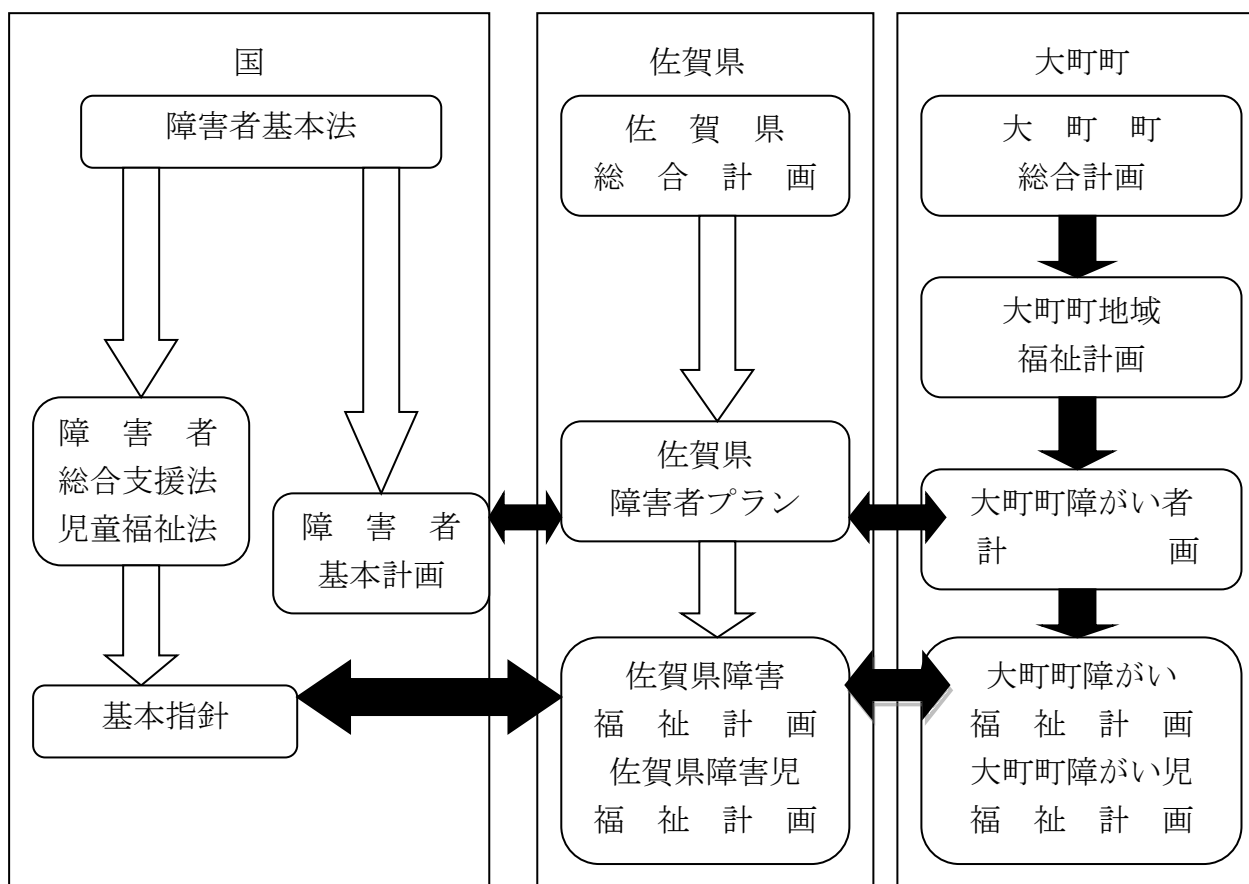 国
障害者基本法
障害者
総合支援法
児童福祉法
障害者
基本計画
基本指針
佐賀県
佐賀県
総合計画
佐賀県
障害者プラン
佐賀県障害
福祉計画
佐賀県障害児
福祉計画
大町町
大町町
総合計画
大町町地域
福祉計画
大町町障がい者
計画
大町町障がい
福祉計画
大町町障がい児
福祉計画